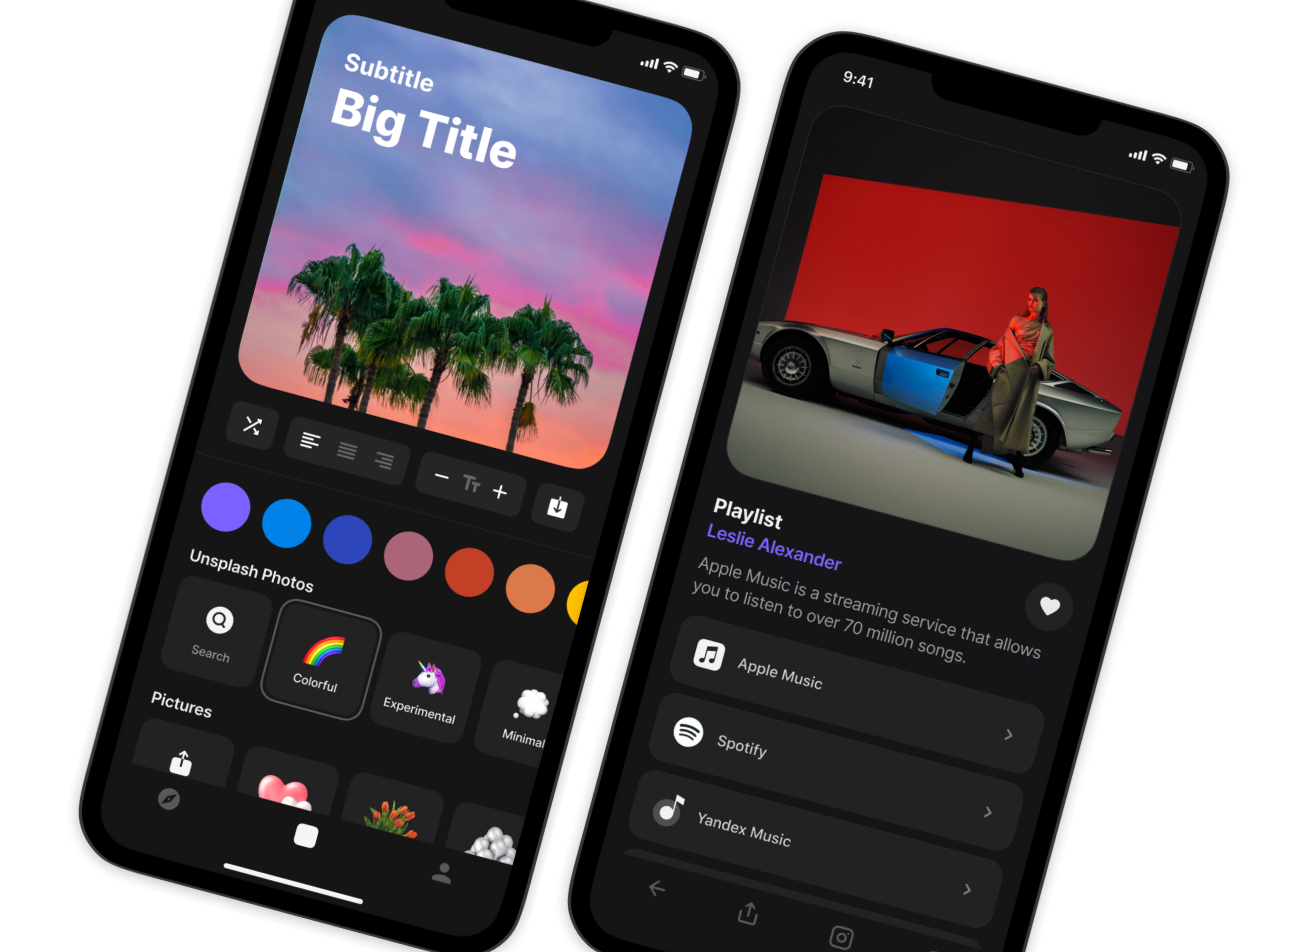 Subtitle
Big Title
Tт
Unsplash Photos
Search
Colorful
Experimental
Minimal
Pictures
9:41
Playlist
Leslie Alexander
Apple Music is a streaming service that allows
you to listen to over 70 million songs.
Apple Music
Spotify
Yandex Music